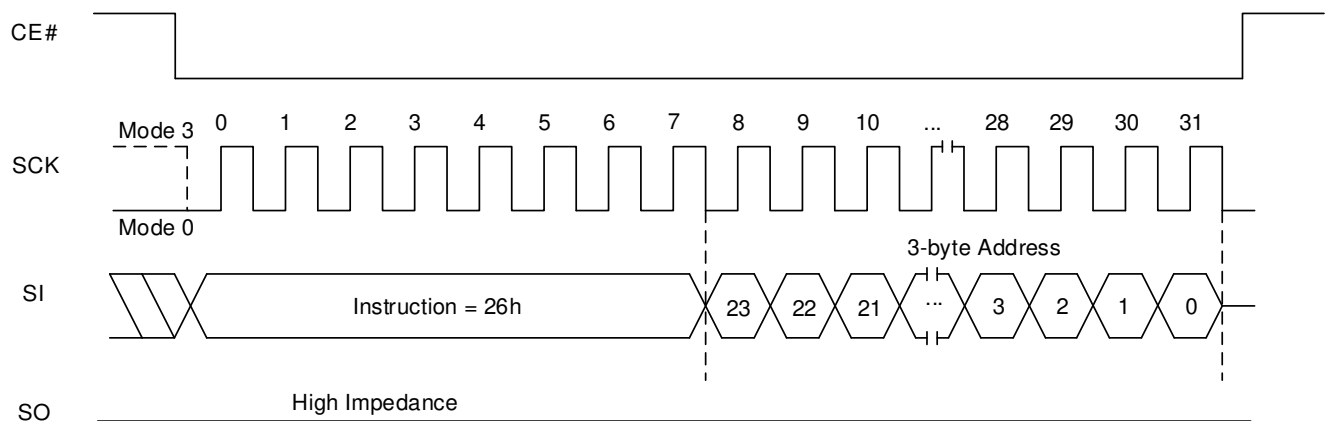 CE#
Mode 3 0 1 2 3 4 5 6 7 8 9 10 ... 28 29 30 31
SCK
Mode 0
3-byte Address
SI Instruction = 26h 23 22 21 ... 3 2 1 0
High Impedance
SO